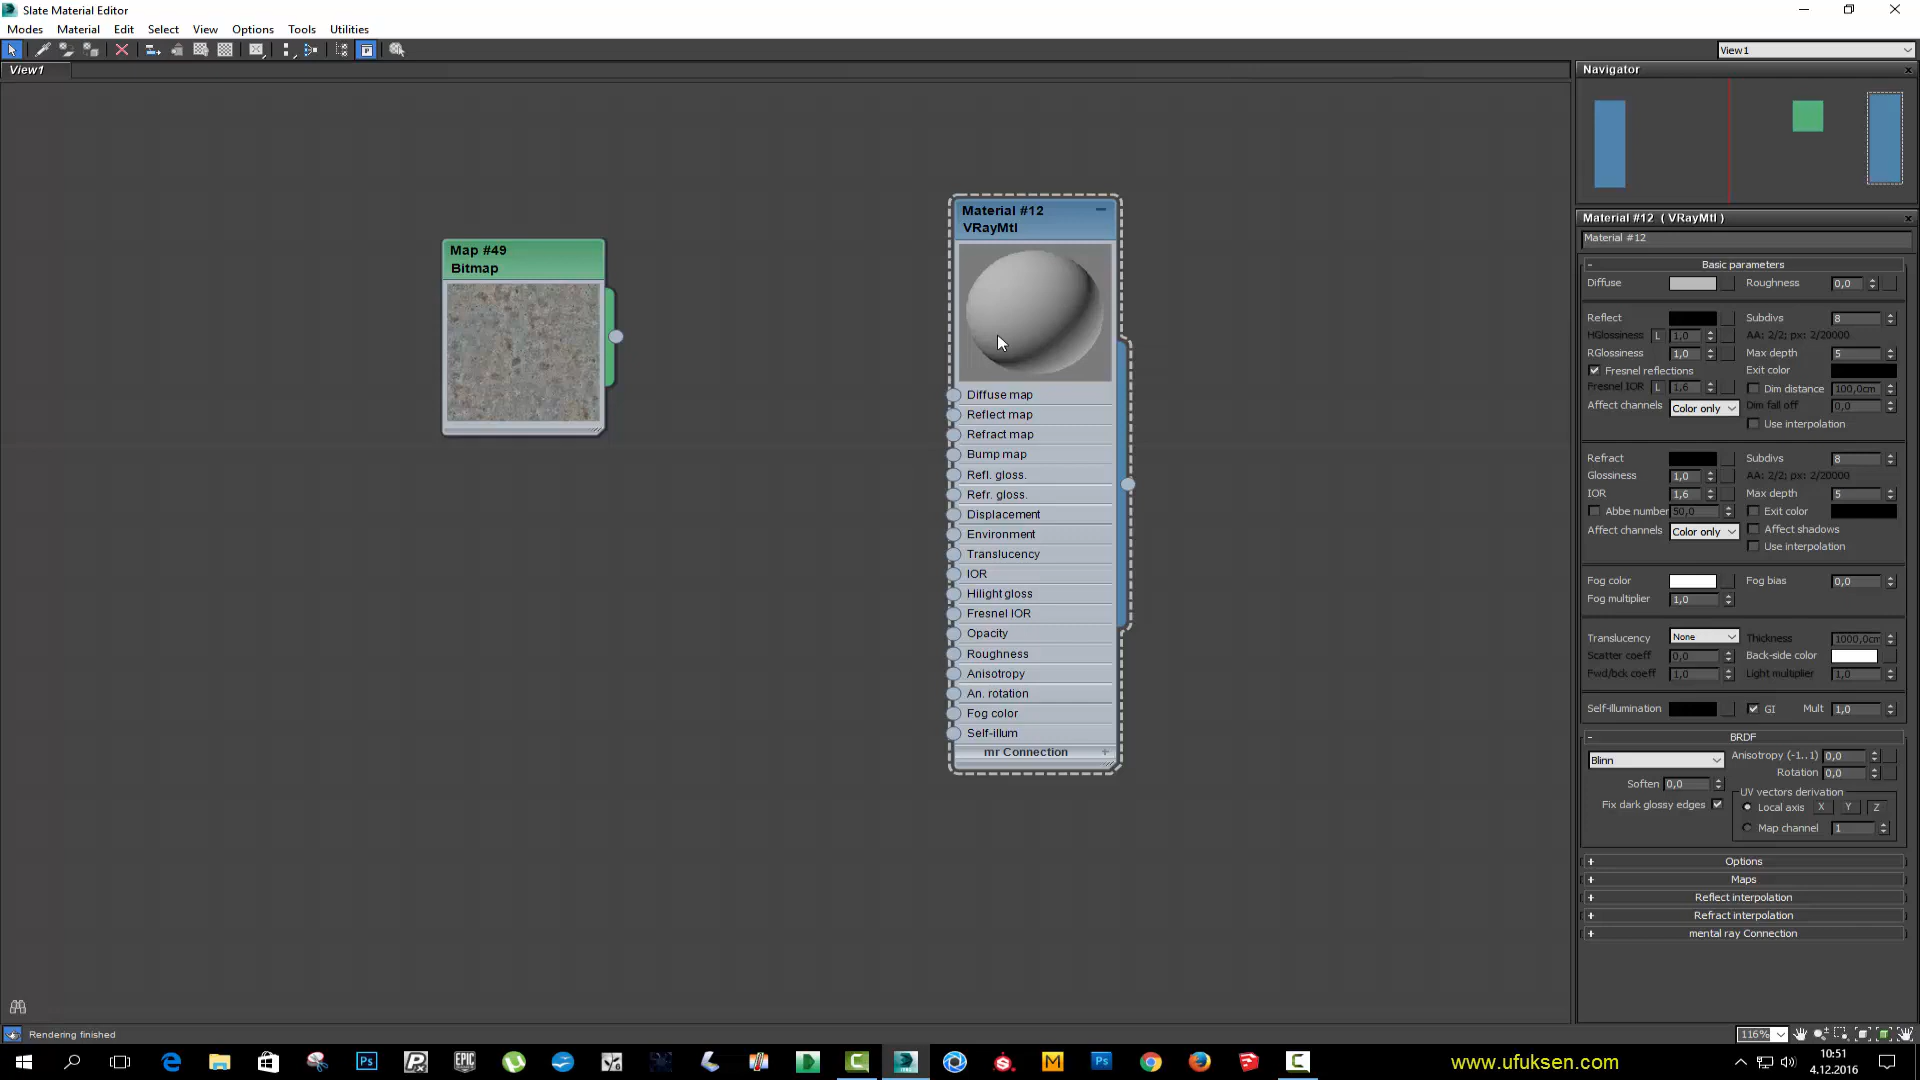 Slate Material Editor
Modes Material Edit Select View Options Tools Utilities
View1
View1
Navigator
Map #49
Bitmap
Material #12
VRayMtl
Diffuse map
Reflect map
Refract map
Bump map
Refl. gloss.
Refr. gloss.
Displacement
Environment
Translucency
IOR
Hilight gloss
Fresnel IOR
Opacity
Roughness
Anisotropy
An. rotation
Fog color
Self-illum
mr Connection +
Material #12 ( VRayMtl )
Material #12
- Basic parameters
Diffuse Roughness 0,0
Reflect Subdivs 8
HGlossiness L 1,0 AA: 2/2; px: 2/20000
RGlossiness 1,0 Max depth 5
Fresnel reflections Exit color
Fresnel IOR L 1,6 Dim distance 100,0cm
Affect channels Color only Dim fall off 0,0
Use interpolation
Refract Subdivs 8
Glossiness 1,0 AA: 2/2; px: 2/20000
IOR 1,6 Max depth 5
Abbe number 50,0 Exit color
Affect channels Color only Affect shadows
Use interpolation
Fog color Fog bias 0,0
Fog multiplier 1,0
Translucency None Thickness 1000,0cm
Scatter coeff 0,0 Back-side color
Fwd/bck coeff 1,0 Light multiplier 1,0
Self-illumination GI Mult 1,0
- BRDF
Blinn Anisotropy (-1..1) 0,0
Rotation 0,0
Soften 0,0 UV vectors derivation
Fix dark glossy edges Local axis X Y Z
Map channel 1
+ Options
+ Maps
+ Reflect interpolation
+ Refract interpolation
+ mental ray Connection
Rendering finished
116%
www.ufuksen.com
10:51
4.12.2016